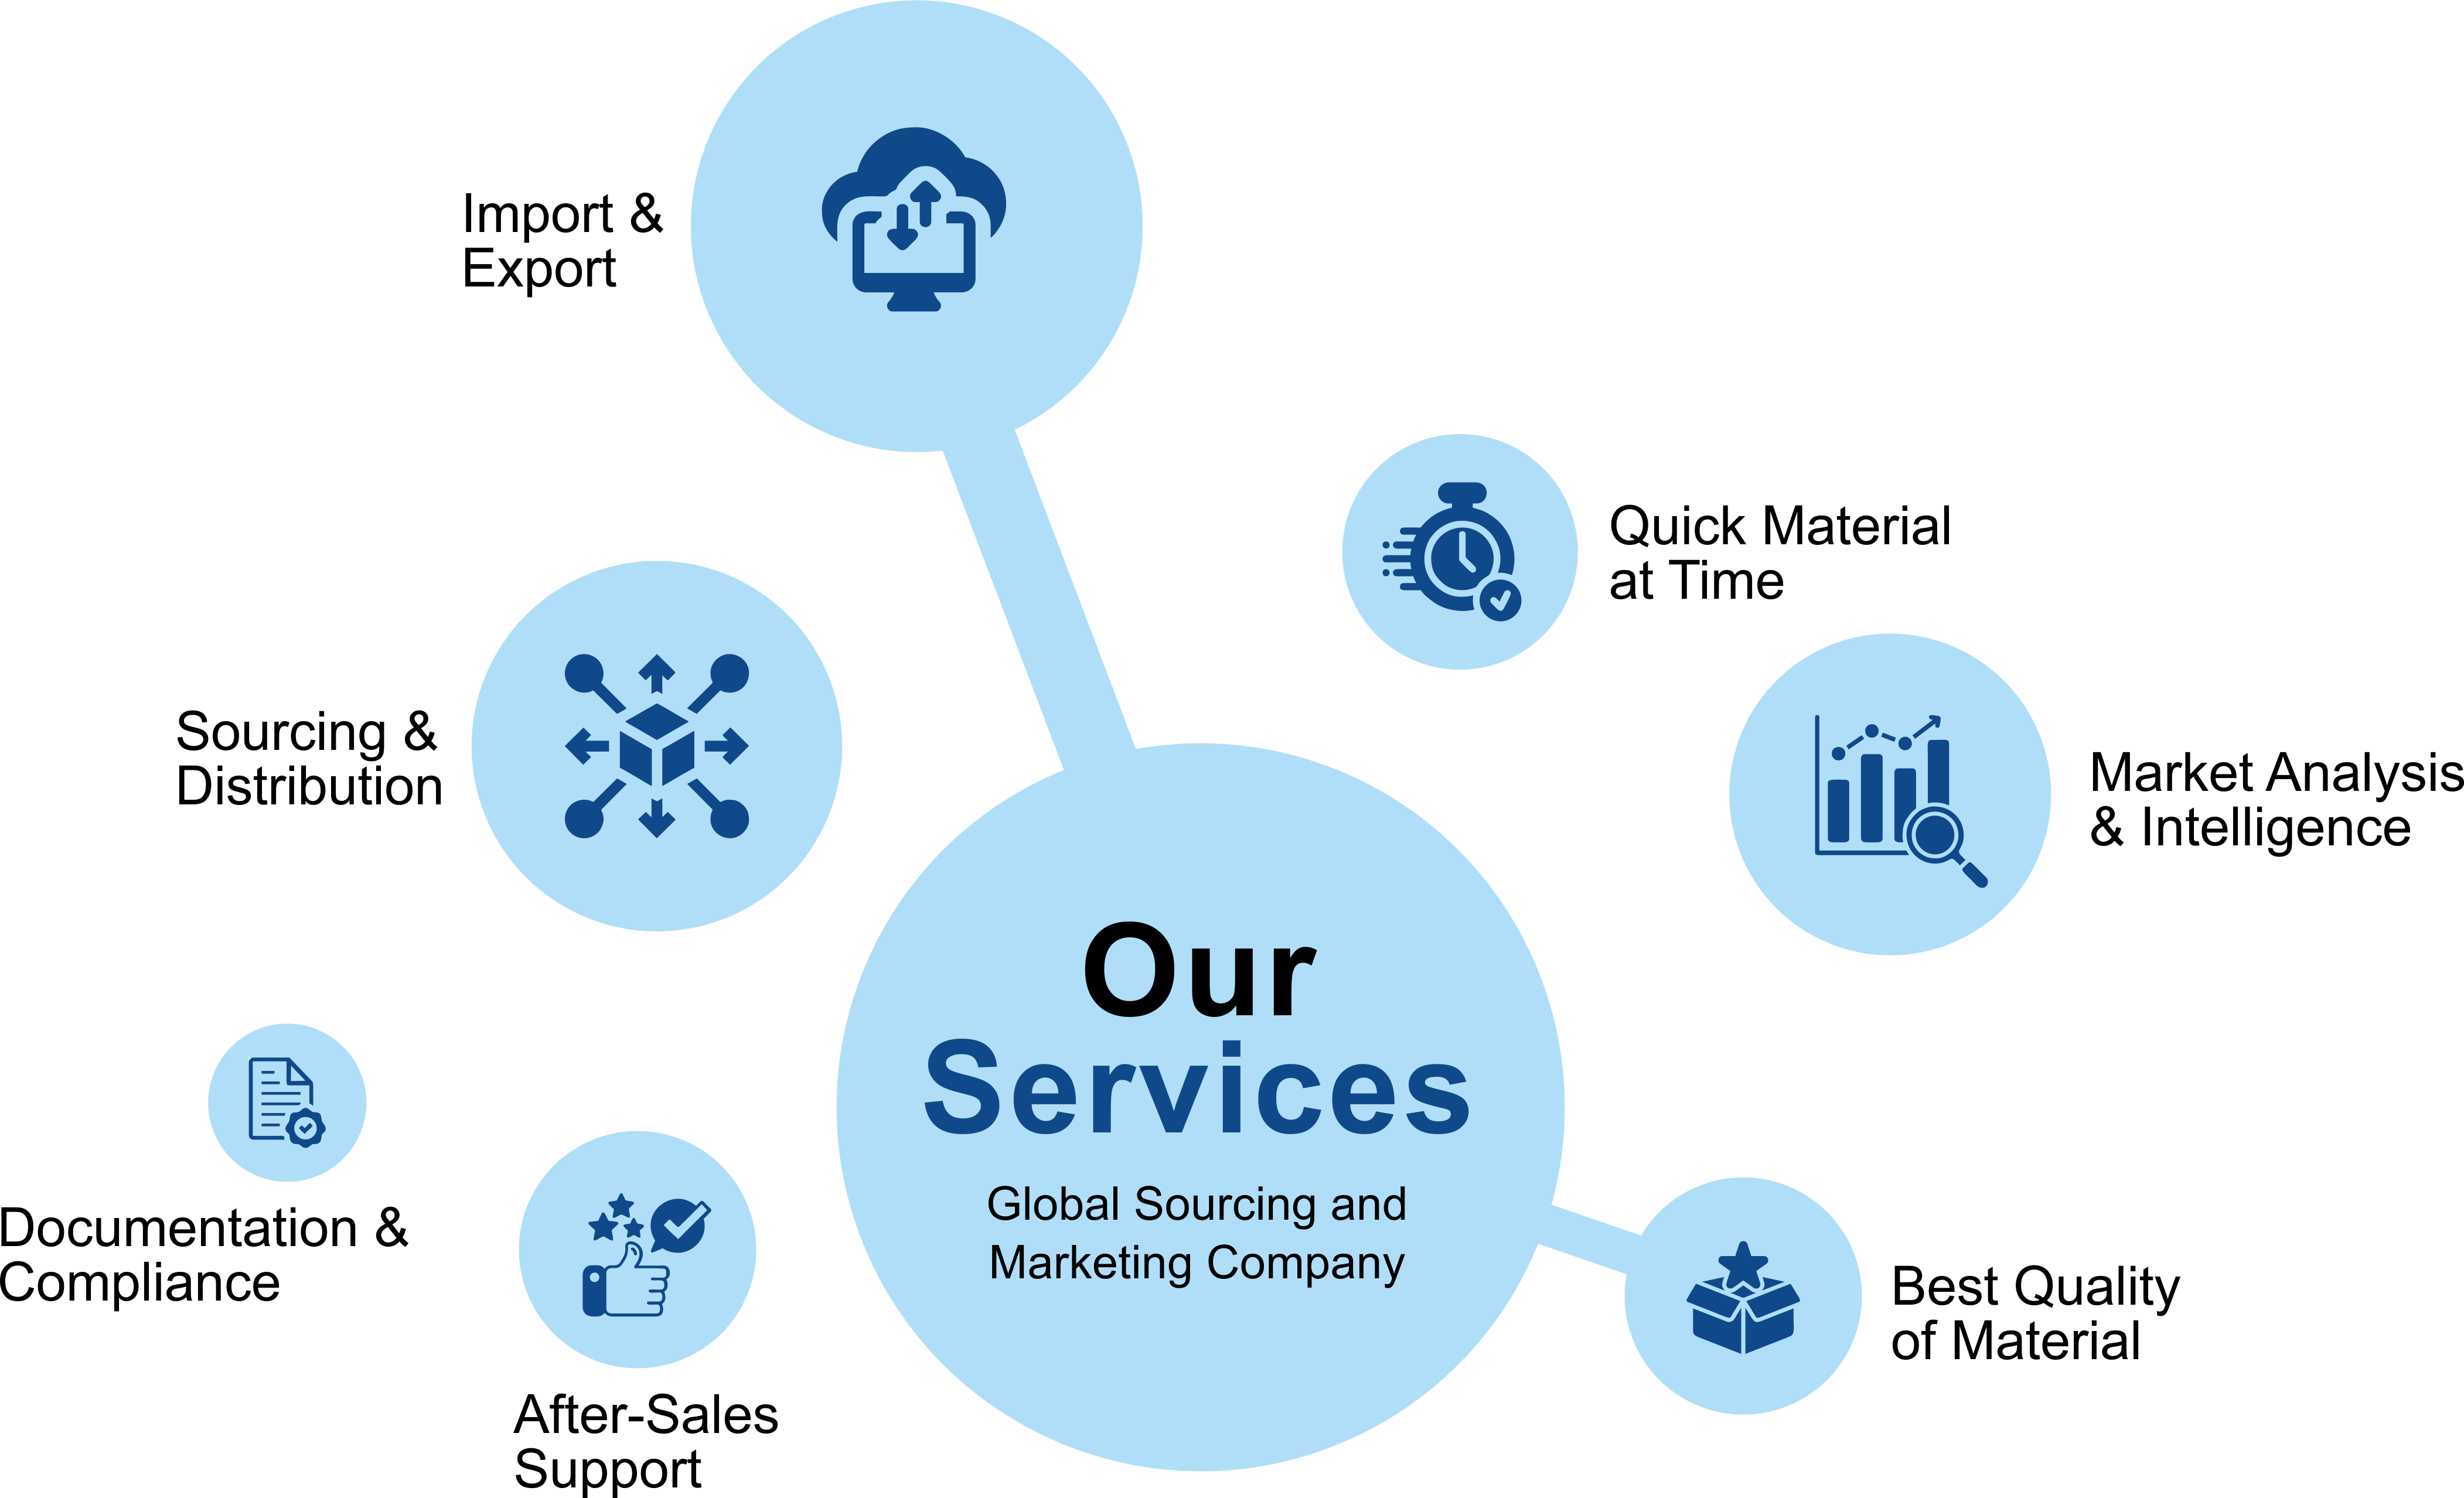 Import &
Export
Quick Material
at Time
Sourcing &
Distribution
Market Analysis
& Intelligence
Our
Services
Global Sourcing and
Marketing Company
Documentation &
Compliance
Best Quality
of Material
After-Sales
Support